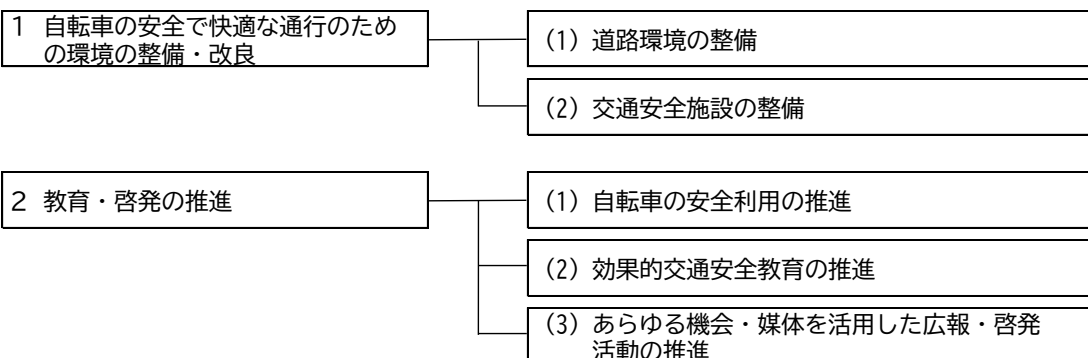 1 自転車の安全で快適な通行のため
の環境の整備・改良
(1) 道路環境の整備
(2) 交通安全施設の整備
2 教育・啓発の推進
(1) 自転車の安全利用の推進
(2) 効果的交通安全教育の推進
(3) あらゆる機会・媒体を活用した広報・啓発
活動の推進